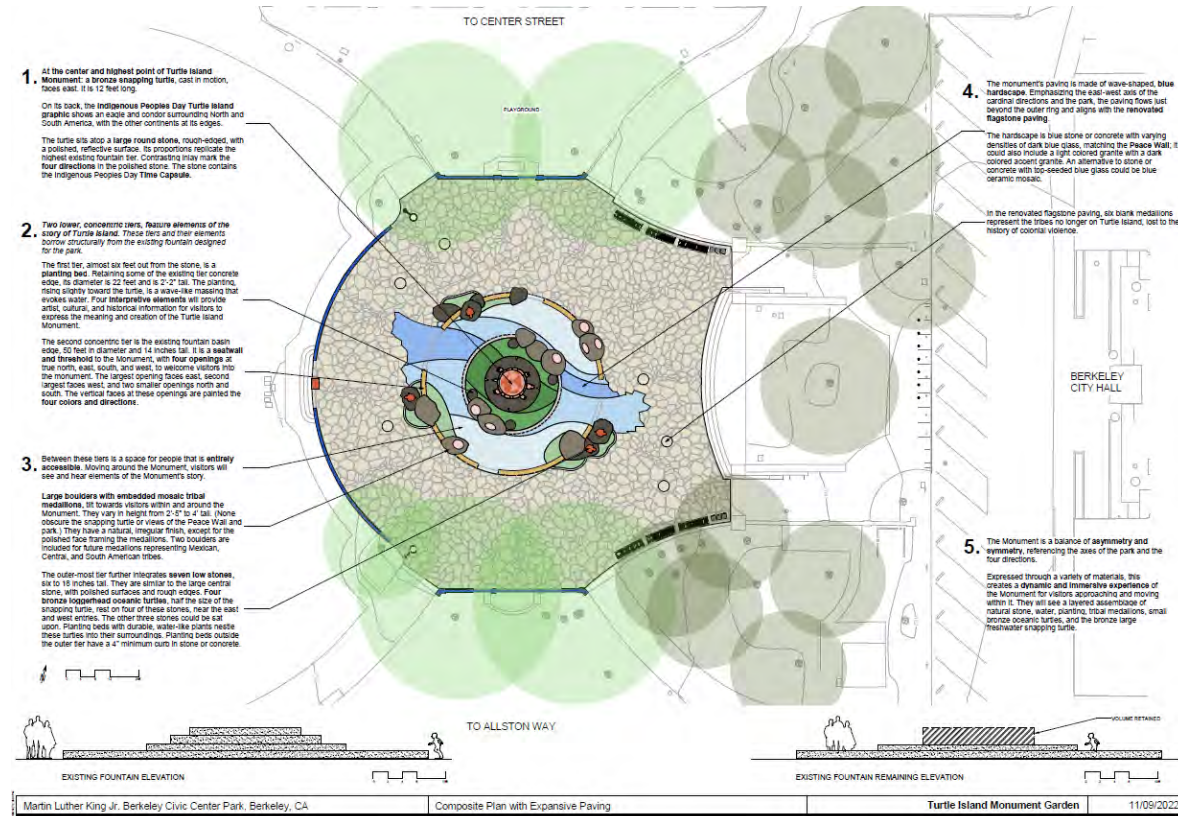 TO CENTER STREET
1. At the center and highest point of Turtle Island
Monument: a bronze snapping turtle, cast in motion,
faces east. It is 12 feet long.
On its back, the Indigenous Peoples Day Turtle Island
graphic shows an eagle and condor surrounding North and
South America, with the other continents at its edges.
The turtle sits atop a large round stone, rough-edged, with
a polished, reflective surface. Its proportions replicate the
highest existing fountain tier. Contrasting inlay mark the
four directions in the polished stone. The stone contains
the Indigenous Peoples Day Time Capsule.
2. Two lower, concentric tiers, feature elements of the
story of Turtle Island. These tiers and their elements
borrow structurally from the existing fountain designed
for the park.
The first tier, almost six feet out from the stone, is a
planting bed. Retaining some of the existing tier concrete
edge, its diameter is 22 feet and is 2'-2" tall. The planting,
rising slightly toward the turtle, is a wave-like massing that
evokes water. Four interpretive elements will provide
artist, cultural, and historical information for visitors to
express the meaning and creation of the Turtle Island
Monument.
The second concentric tier is the existing fountain basin
edge, 50 feet in diameter and 14 inches tall. It is a seatwall
and threshold to the Monument, with four openings at
true north, east, south, and west, to welcome visitors into
the monument. The largest opening faces east, second
largest faces west, and two smaller openings north and
south. The vertical faces at these openings are painted the
four colors and directions.
3. Between these tiers is a space for people that is entirely
accessible. Moving around the Monument, visitors will
see and hear elements of the Monument's story.
Large boulders with embedded mosaic tribal
medallions, tilt towards visitors within and around the
Monument. They vary in height from 2'-5" to 4' tall. (None
obscure the snapping turtle or views of the Peace Wall and
park.) They have a natural, irregular finish, except for the
polished face framing the medallions. Two boulders are
included for future medallions representing Mexican,
Central, and South American tribes.
The outer-most tier further integrates seven low stones,
six to 16 inches tall. They are similar to the large central
stone, with polished surfaces and rough edges. Four
bronze loggerhead oceanic turtles, half the size of the
snapping turtle, rest on four of these stones, near the east
and west entries. The other three stones could be sat
upon. Planting beds with durable, water-like plants nestle
these turtles into their surroundings. Planting beds outside
the outer tier have a 4" minimum curb in stone or concrete.
PLAYGROUND
4. The monument's paving is made of wave-shaped, blue
hardscape. Emphasizing the east-west axis of the
cardinal directions and the park, the paving flows just
beyond the outer ring and aligns with the renovated
flagstone paving.
The hardscape is blue stone or concrete with varying
densities of dark blue glass, matching the Peace Wall; it
could also include a light colored granite with a dark
colored accent granite. An alternative to stone or
concrete with top-seeded blue glass could be blue
ceramic mosaic.
In the renovated flagstone paving, six blank medallions
represent the tribes no longer on Turtle Island, lost to the
history of colonial violence.
BERKELEY
CITY HALL
5. The Monument is a balance of asymmetry and
symmetry, referencing the axes of the park and the
four directions.
Expressed through a variety of materials, this
creates a dynamic and immersive experience of
the Monument for visitors approaching and moving
within it. They will see a layered assemblage of
natural stone, water, planting, tribal medallions, small
bronze oceanic turtles, and the bronze large
freshwater snapping turtle.
TO ALLSTON WAY
VOLUME RETAINED
EXISTING FOUNTAIN ELEVATION
EXISTING FOUNTAIN REMAINING ELEVATION
Martin Luther King Jr. Berkeley Civic Center Park, Berkeley, CA
Composite Plan with Expansive Paving
Turtle Island Monument Garden
11/09/2022